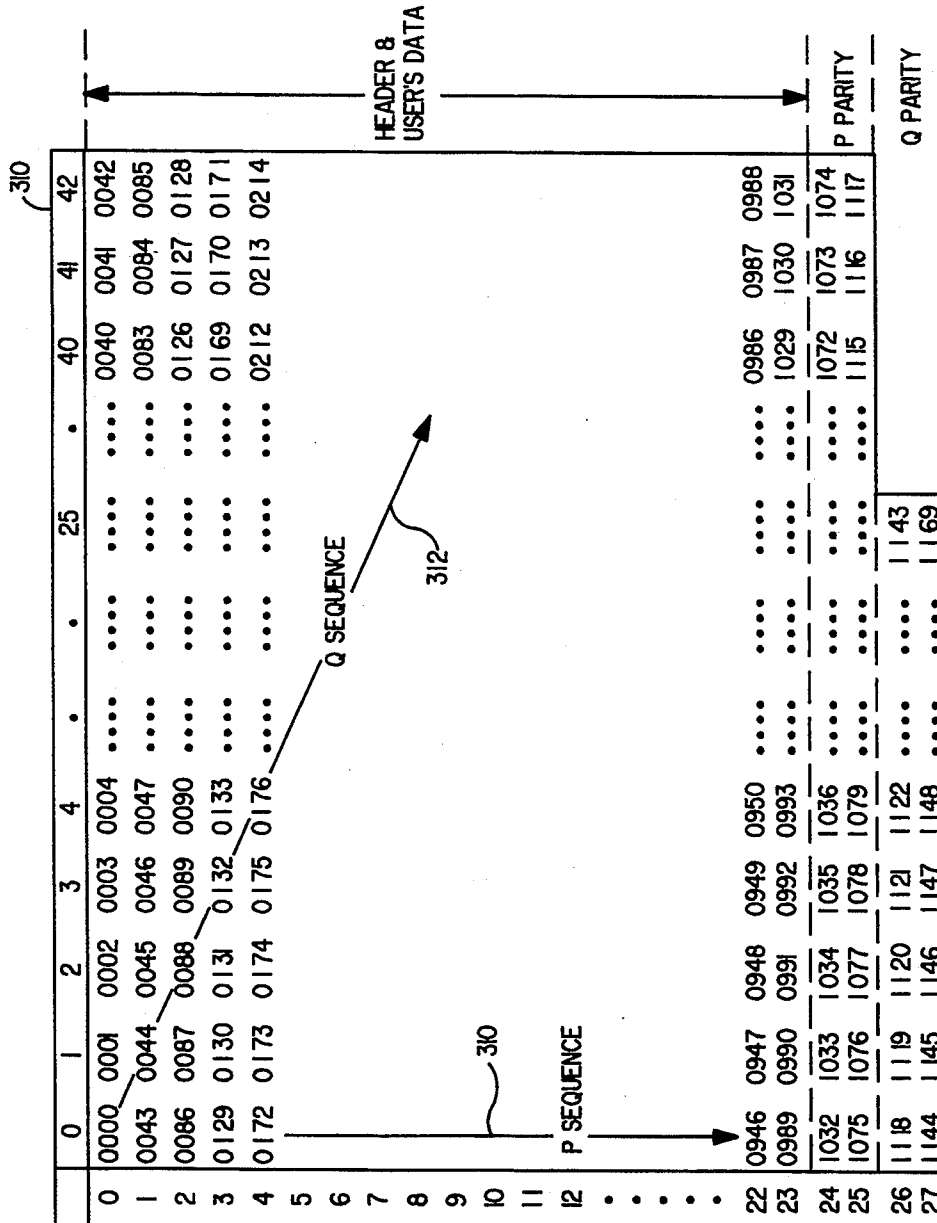 310
0 1 2 3 4 . . 25 . 40 41 42
0 0000 0001 0002 0003 0004 .... .... .... .... 0040 0041 0042
1 0043 0044 0045 0046 0047 .... .... .... .... 0083 0084 0085
2 0086 0087 0088 0089 0090 .... .... .... .... 0126 0127 0128
3 0129 0130 0131 0132 0133 .... .... .... .... 0169 0170 0171
4 0172 0173 0174 0175 0176 .... .... .... .... 0212 0213 0214
5
6
7
8
9
10
11
12
.
.
.
.
.
Q SEQUENCE
312
310
P SEQUENCE
HEADER &
USER'S DATA
22 0946 0947 0948 0949 0950 .... .... .... .... 0986 0987 0988
23 0989 0990 0991 0992 0993 .... .... .... .... 1029 1030 1031
24 1032 1033 1034 1035 1036 .... .... .... .... 1072 1073 1074
25 1075 1076 1077 1078 1079 .... .... .... .... 1115 1116 1117
P PARITY
26 1118 1119 1120 1121 1122 .... .... 1143
27 1144 1145 1146 1147 1148 .... .... 1169
Q PARITY